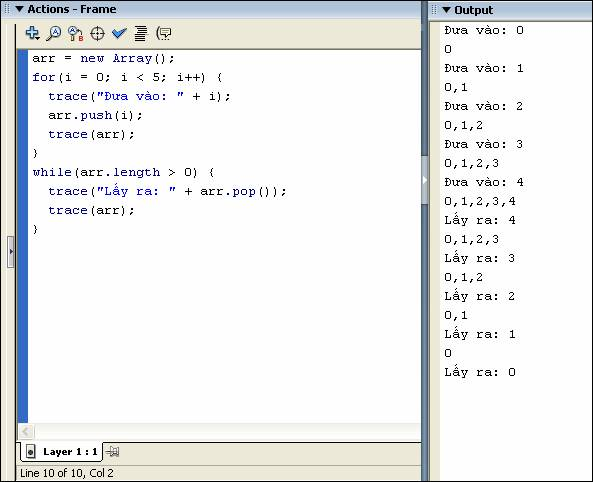 Actions - Frame
arr = new Array();
for(i = 0; i < 5; i++) {
trace("Đưa vào: " + i);
arr.push(i);
trace(arr);
}
while(arr.length > 0) {
trace("Lấy ra: " + arr.pop());
trace(arr);
}
Layer 1 : 1
Line 10 of 10, Col 2
Output
Đưa vào: 0
0
Đưa vào: 1
0,1
Đưa vào: 2
0,1,2
Đưa vào: 3
0,1,2,3
Đưa vào: 4
0,1,2,3,4
Lấy ra: 4
0,1,2,3
Lấy ra: 3
0,1,2
Lấy ra: 2
0,1
Lấy ra: 1
0
Lấy ra: 0